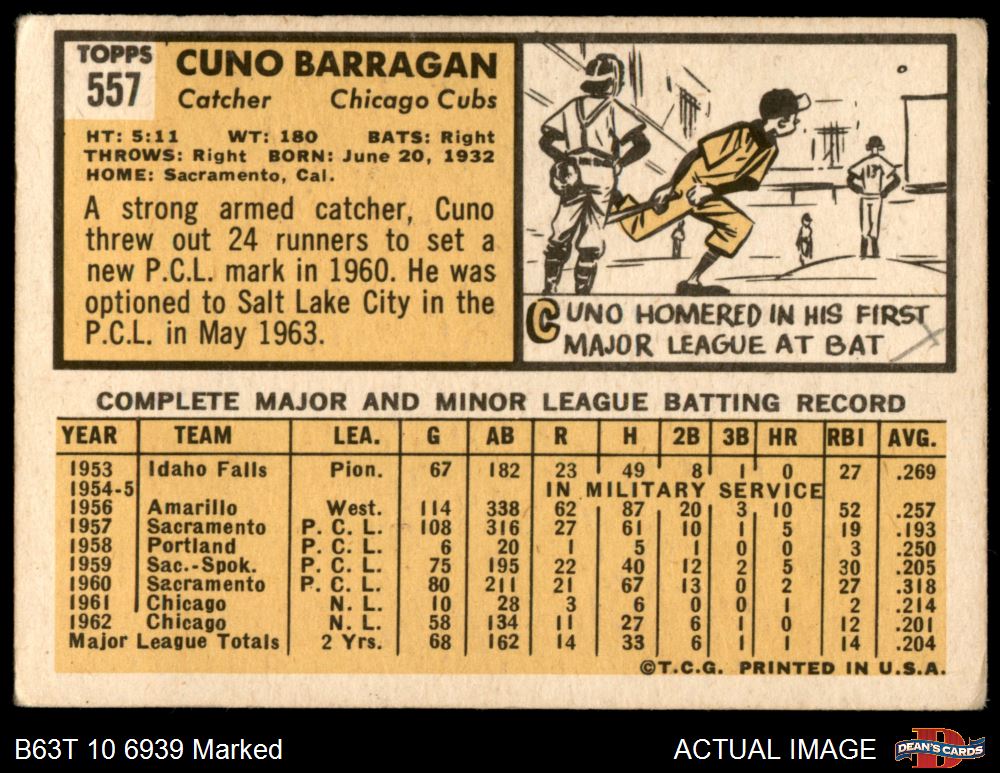 TOPPS
557
CUNO BARRAGAN
Catcher Chicago Cubs
HT: 5:11 WT: 180 BATS: Right
THROWS: Right BORN: June 20, 1932
HOME: Sacramento, Cal.
A strong armed catcher, Cuno
threw out 24 runners to set a
new P.C.L. mark in 1960. He was
optioned to Salt Lake City in the
P.C.L. in May 1963.
13
CUNO HOMERED IN HIS FIRST
MAJOR LEAGUE AT BAT
COMPLETE MAJOR AND MINOR LEAGUE BATTING RECORD
YEAR TEAM LEA. G AB R H 2B 3B HR RBI AVG.
1953 Idaho Falls Pion. 67 182 23 49 8 1 0 27 .269
1954-5 IN MILITARY SERVICE
1956 Amarillo West. 114 338 62 87 20 3 10 52 .257
1957 Sacramento P. C. L. 108 316 27 61 10 1 5 19 .193
1958 Portland P. C. L. 6 20 1 5 1 0 0 3 .250
1959 Sac.-Spok. P. C. L. 75 195 22 40 12 2 5 30 .205
1960 Sacramento P. C. L. 80 211 21 67 13 0 2 27 .318
1961 Chicago N. L. 10 28 3 6 0 0 1 2 .214
1962 Chicago N. L. 58 134 11 27 6 1 0 12 .201
Major League Totals 2 Yrs. 68 162 14 33 6 1 1 14 .204
©T.C.G. PRINTED IN U.S.A.
B63T 10 6939 Marked
ACTUAL IMAGE
DEAN'S CARDS